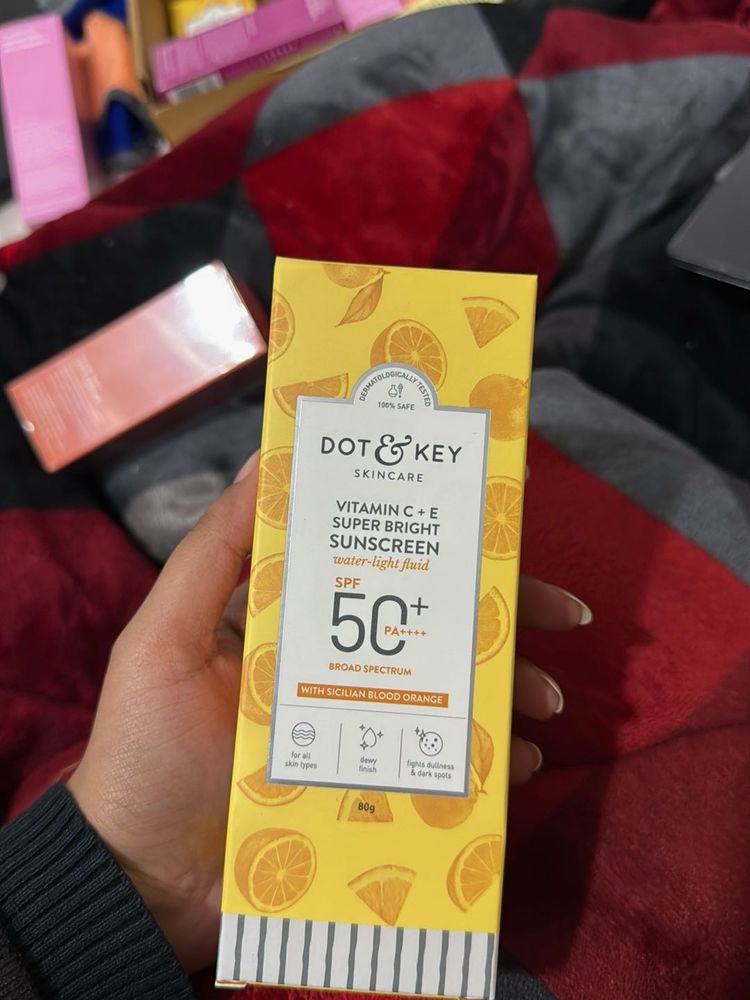 DERMATOLOGICALLY TESTED
100% SAFE
DOT & KEY
SKINCARE
VITAMIN C + E
SUPER BRIGHT
SUNSCREEN
water-light fluid
SPF
50+
PA++++
BROAD SPECTRUM
WITH SICILIAN BLOOD ORANGE
for all
skin types
dewy
finish
fights dullness
& dark spots
80g